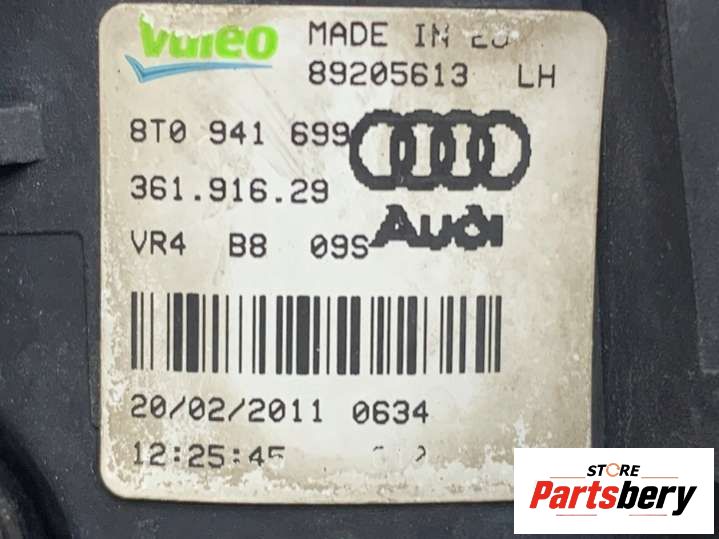 Valeo MADE IN
89205613 LH
8T0 941 699
361.916.29
VR4 B8 09S
Audi
20/02/2011 0634
12:25:45
STORE
Partsbery